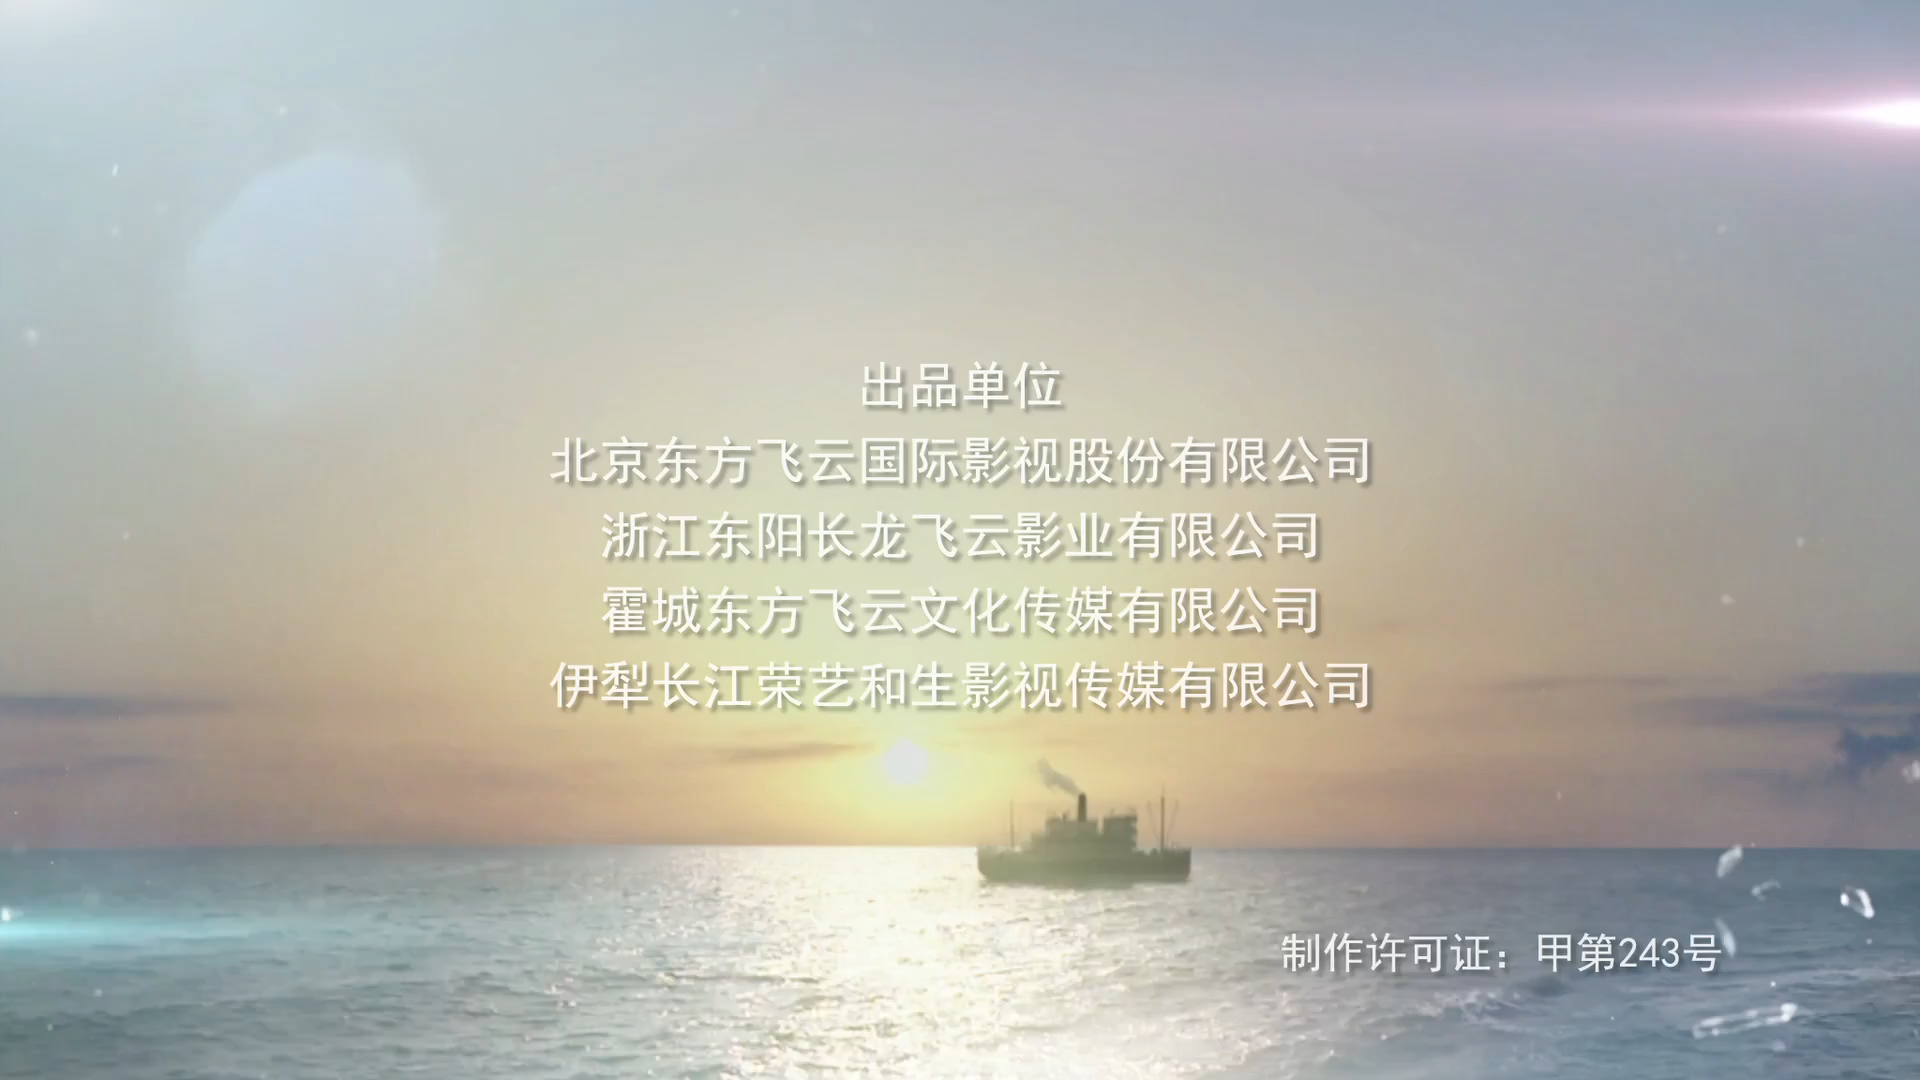 出品单位
北京东方飞云国际影视股份有限公司
浙江东阳长龙飞云影业有限公司
霍城东方飞云文化传媒有限公司
伊犁长江荣艺和生影视传媒有限公司
制作许可证：甲第243号